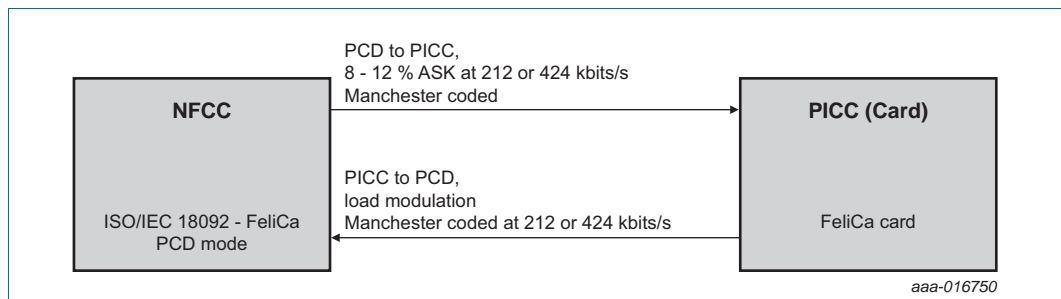 PCD to PICC,
8 - 12 % ASK at 212 or 424 kbits/s
Manchester coded
NFCC
PICC (Card)
PICC to PCD,
load modulation
Manchester coded at 212 or 424 kbits/s
ISO/IEC 18092 - FeliCa
PCD mode
FeliCa card
aaa-016750